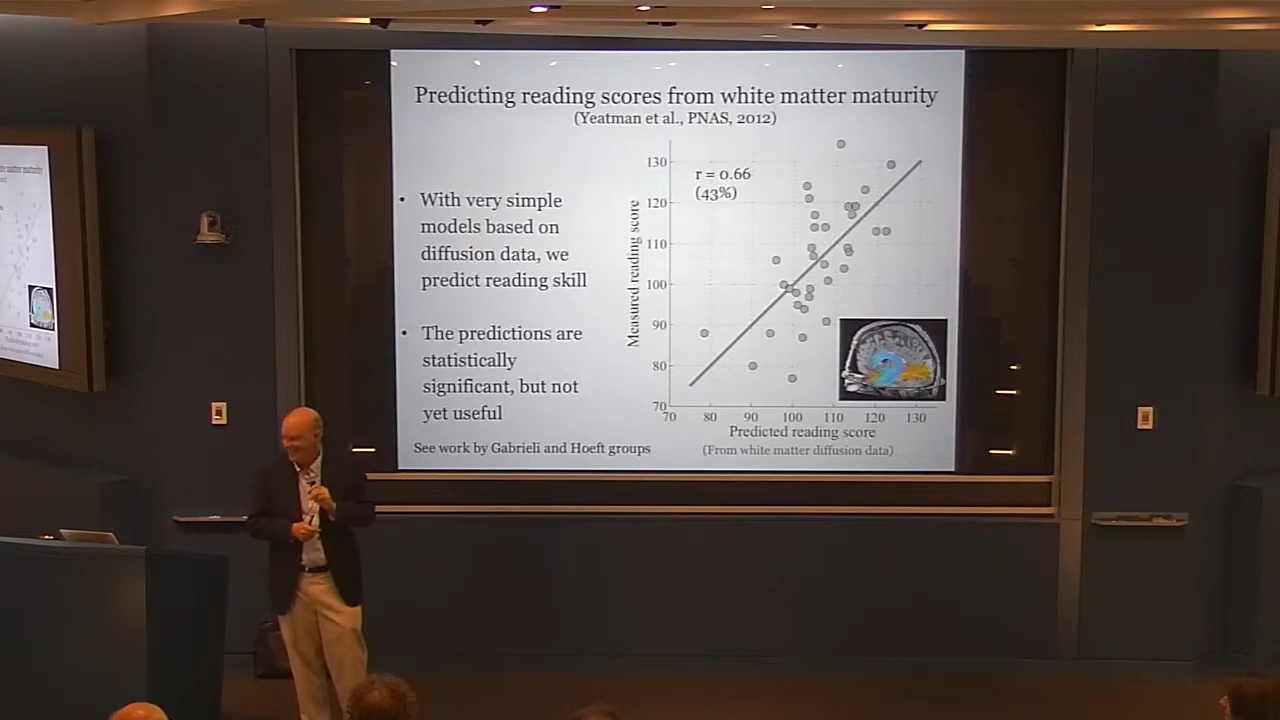 Predicting reading scores from white matter maturity
(Yeatman et al., PNAS, 2012)
• With very simple
models based on
diffusion data, we
predict reading skill
• The predictions are
statistically
significant, but not
yet useful
See work by Gabrieli and Hoeft groups
r = 0.66
(43%)
Measured reading score
130
120
110
100
90
80
70
70 80 90 100 110 120 130
Predicted reading score
(From white matter diffusion data)